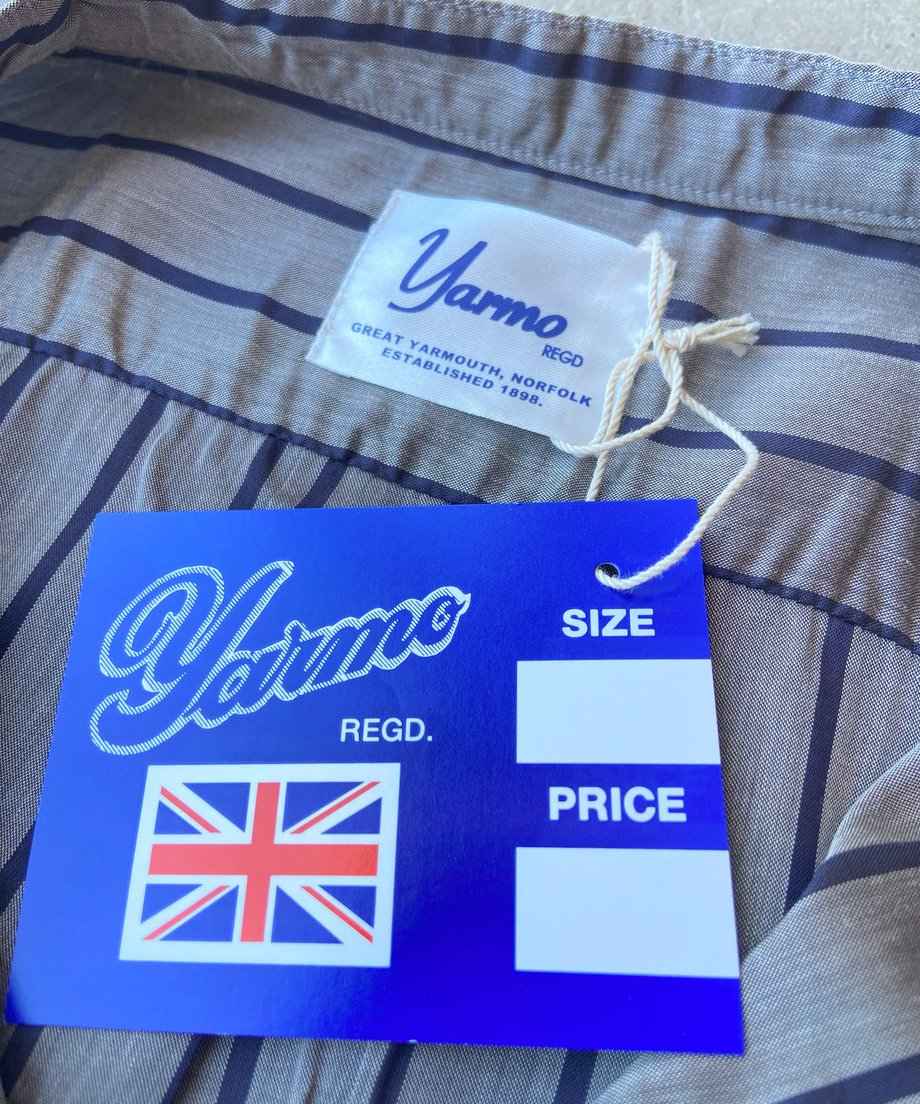 Yarmo
REGD
GREAT YARMOUTH, NORFOLK
ESTABLISHED 1898.
Yarmo
REGD.
SIZE
PRICE